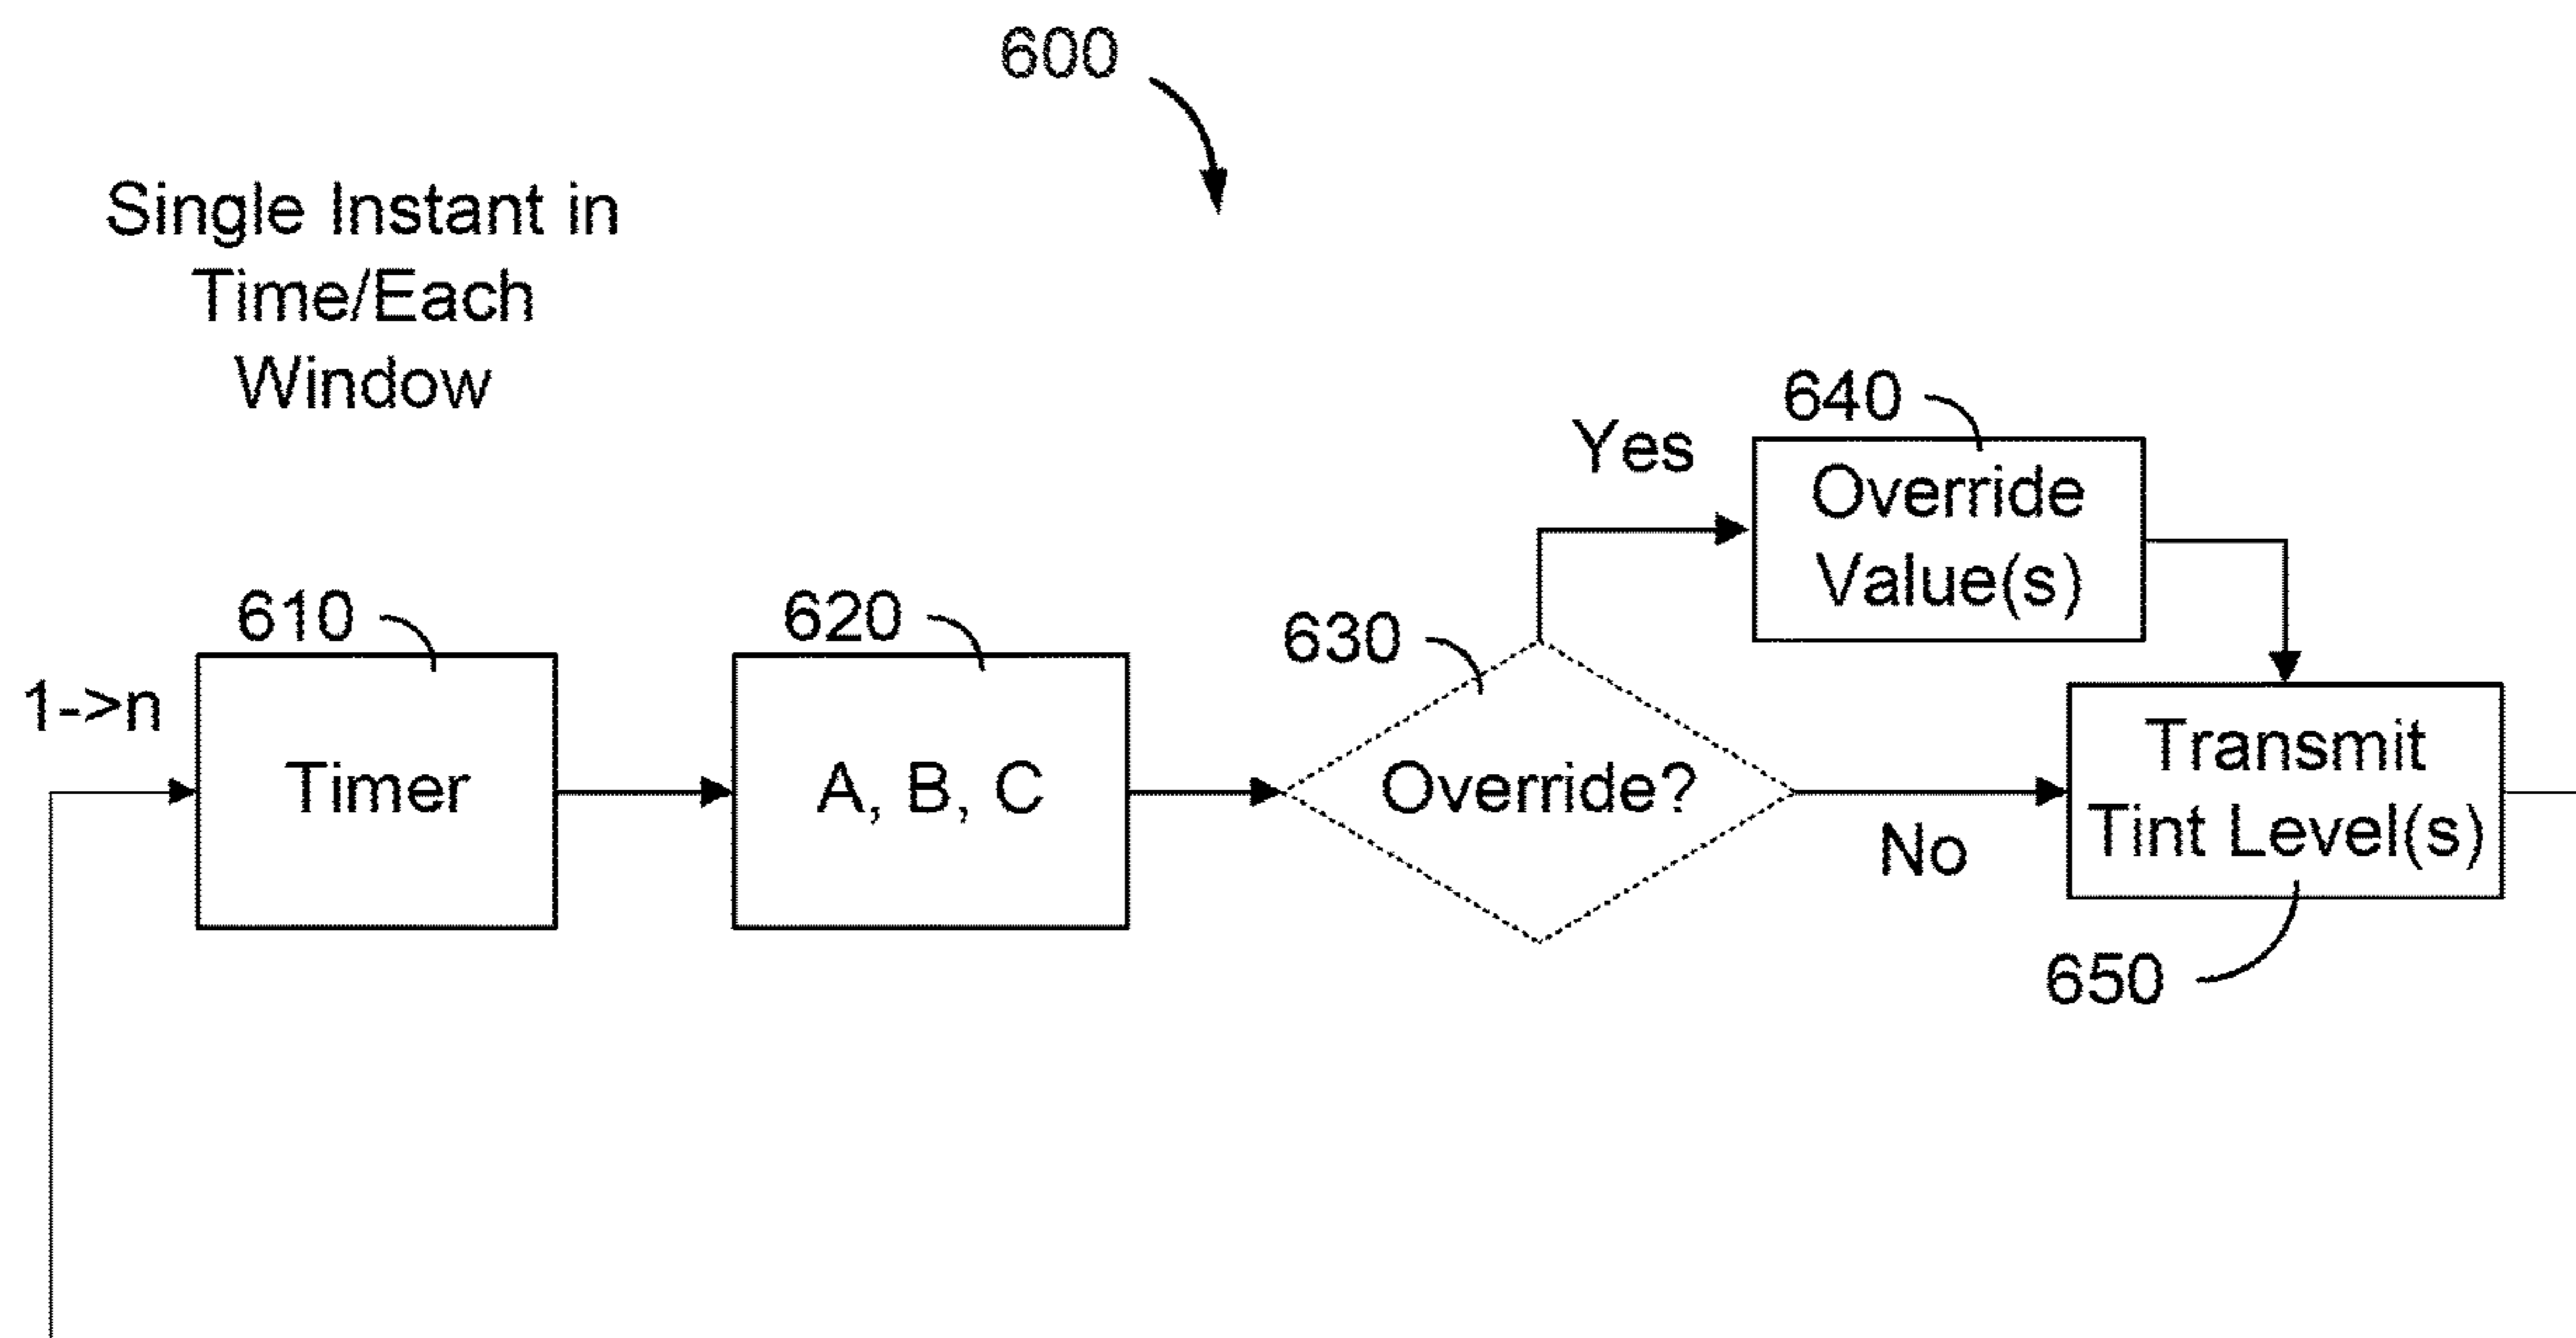 600
Single Instant in
Time/Each
Window
640
Yes
Override
Value(s)
610
620
630
1->n
Timer
A, B, C
Override?
Transmit
Tint Level(s)
No
650